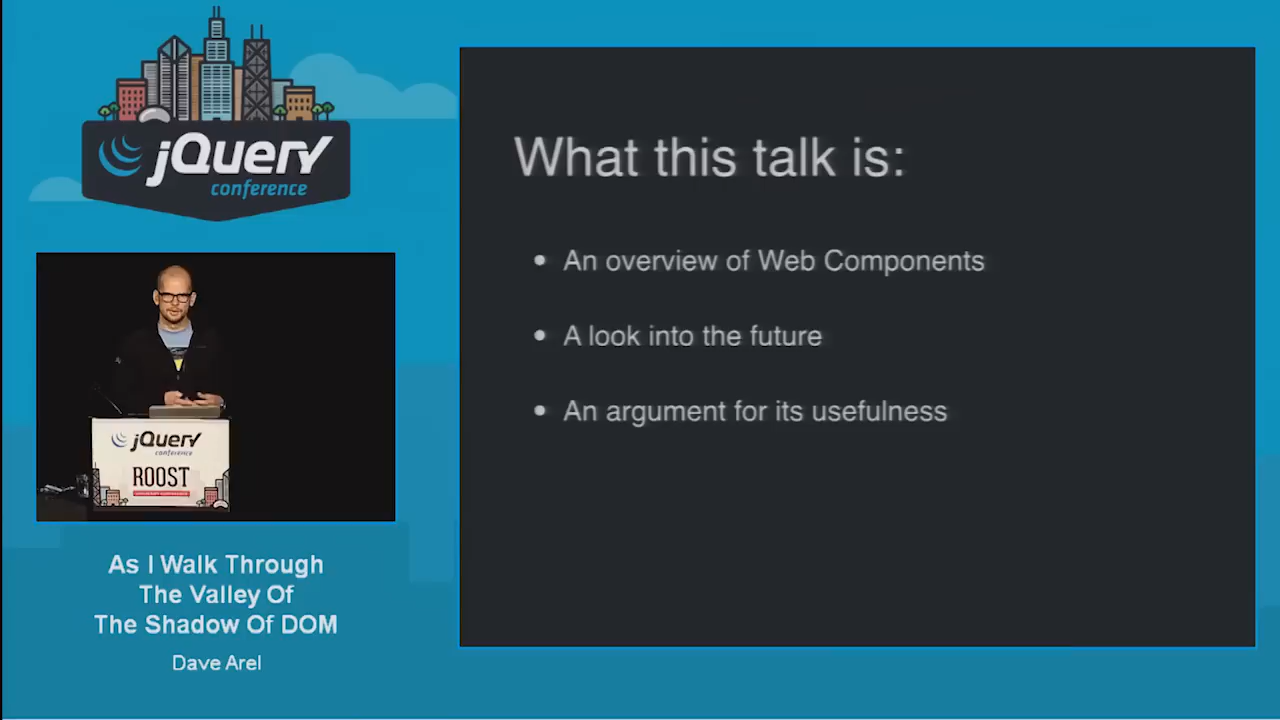 jQuery
conference
What this talk is:
• An overview of Web Components
• A look into the future
• An argument for its usefulness
jQuery
conference
ROOST
As I Walk Through
The Valley Of
The Shadow Of DOM
Dave Arel